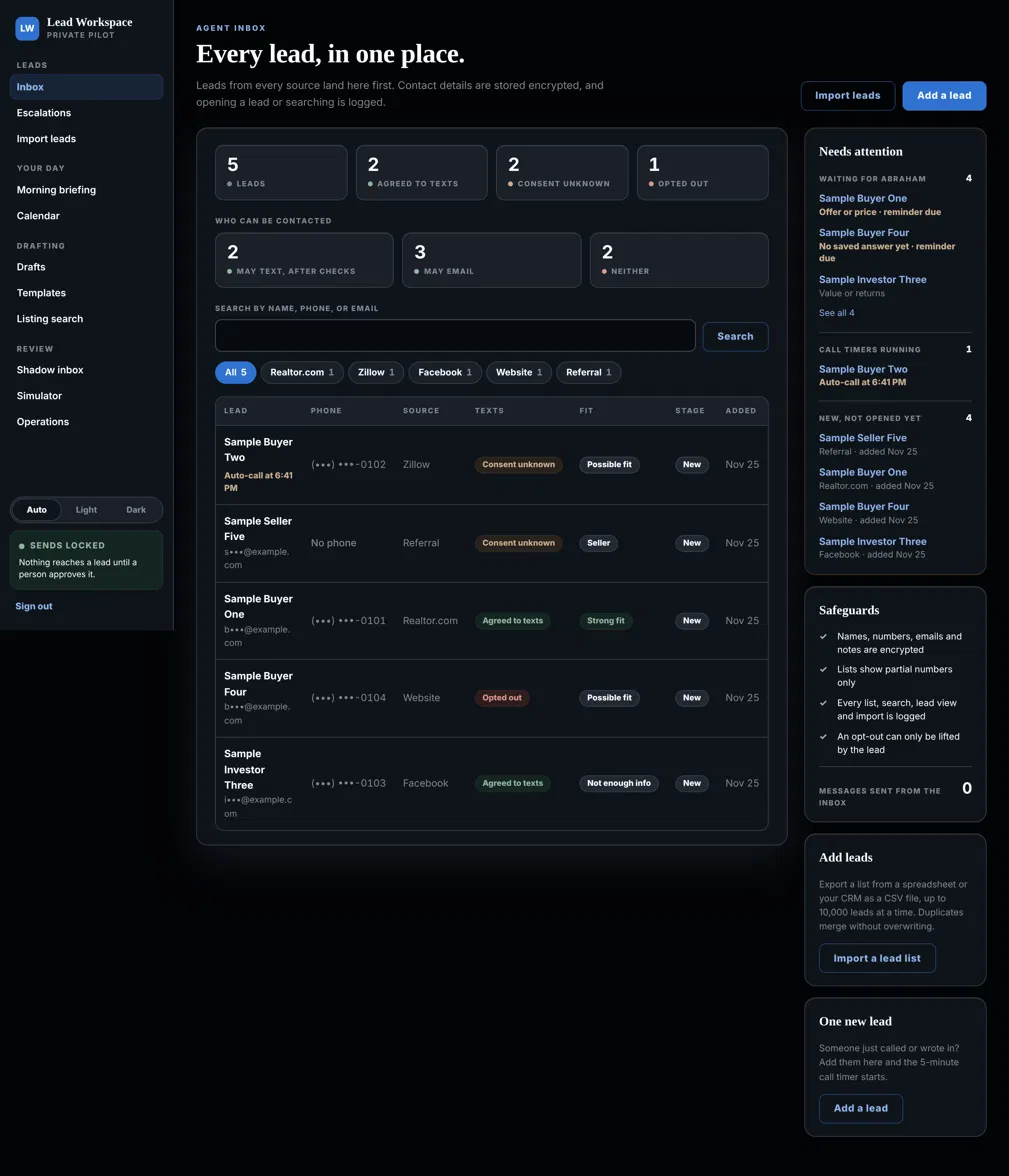 LW
Lead Workspace
PRIVATE PILOT
LEADS
Inbox
Escalations
Import leads
YOUR DAY
Morning briefing
Calendar
DRAFTING
Drafts
Templates
Listing search
REVIEW
Shadow inbox
Simulator
Operations
Auto Light Dark
SENDS LOCKED
Nothing reaches a lead until a
person approves it.
Sign out
AGENT INBOX
Every lead, in one place.
Leads from every source land here first. Contact details are stored encrypted, and
opening a lead or searching is logged.
Import leads
Add a lead
5
LEADS
2
AGREED TO TEXTS
2
CONSENT UNKNOWN
1
OPTED OUT
WHO CAN BE CONTACTED
2
MAY TEXT, AFTER CHECKS
3
MAY EMAIL
2
NEITHER
SEARCH BY NAME, PHONE, OR EMAIL
Search
All 5 Realtor.com 1 Zillow 1 Facebook 1 Website 1 Referral 1
LEAD PHONE SOURCE TEXTS FIT STAGE ADDED
Sample Buyer
Two
Auto-call at 6:41
PM
(•••) •••-0102 Zillow Consent unknown Possible fit New Nov 25
Sample Seller
Five
s•••@example.
com
No phone Referral Consent unknown Seller New Nov 25
Sample Buyer
One
b•••@example.
com
(•••) •••-0101 Realtor.com Agreed to texts Strong fit New Nov 25
Sample Buyer
Four
b•••@example.
com
(•••) •••-0104 Website Opted out Possible fit New Nov 25
Sample
Investor
Three
i•••@example.c
om
(•••) •••-0103 Facebook Agreed to texts Not enough info New Nov 25
Needs attention
WAITING FOR ABRAHAM 4
Sample Buyer One
Offer or price · reminder due
Sample Buyer Four
No saved answer yet · reminder
due
Sample Investor Three
Value or returns
See all 4
CALL TIMERS RUNNING 1
Sample Buyer Two
Auto-call at 6:41 PM
NEW, NOT OPENED YET 4
Sample Seller Five
Referral · added Nov 25
Sample Buyer One
Realtor.com · added Nov 25
Sample Buyer Four
Website · added Nov 25
Sample Investor Three
Facebook · added Nov 25
Safeguards
Names, numbers, emails and
notes are encrypted
Lists show partial numbers
only
Every list, search, lead view
and import is logged
An opt-out can only be lifted
by the lead
MESSAGES SENT FROM THE
INBOX
0
Add leads
Export a list from a spreadsheet or
your CRM as a CSV file, up to
10,000 leads at a time. Duplicates
merge without overwriting.
Import a lead list
One new lead
Someone just called or wrote in?
Add them here and the 5-minute
call timer starts.
Add a lead